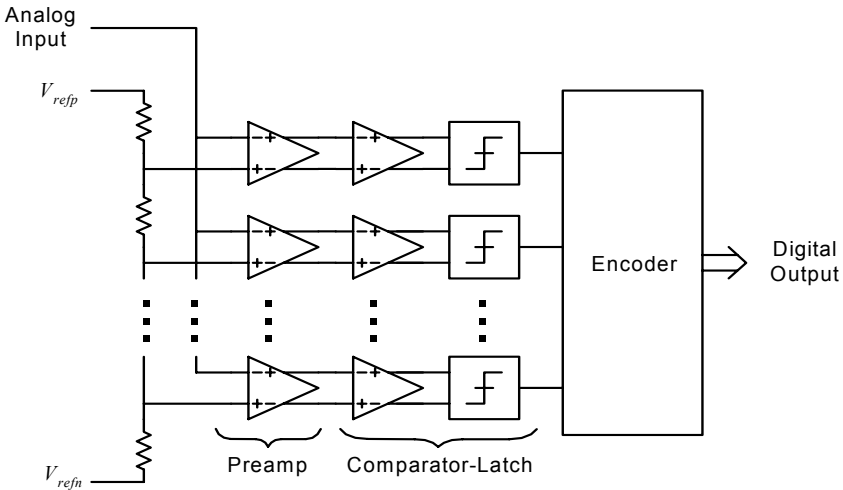 Analog
Input
V_refp
Encoder
Digital
Output
Preamp
Comparator-Latch
V_refn